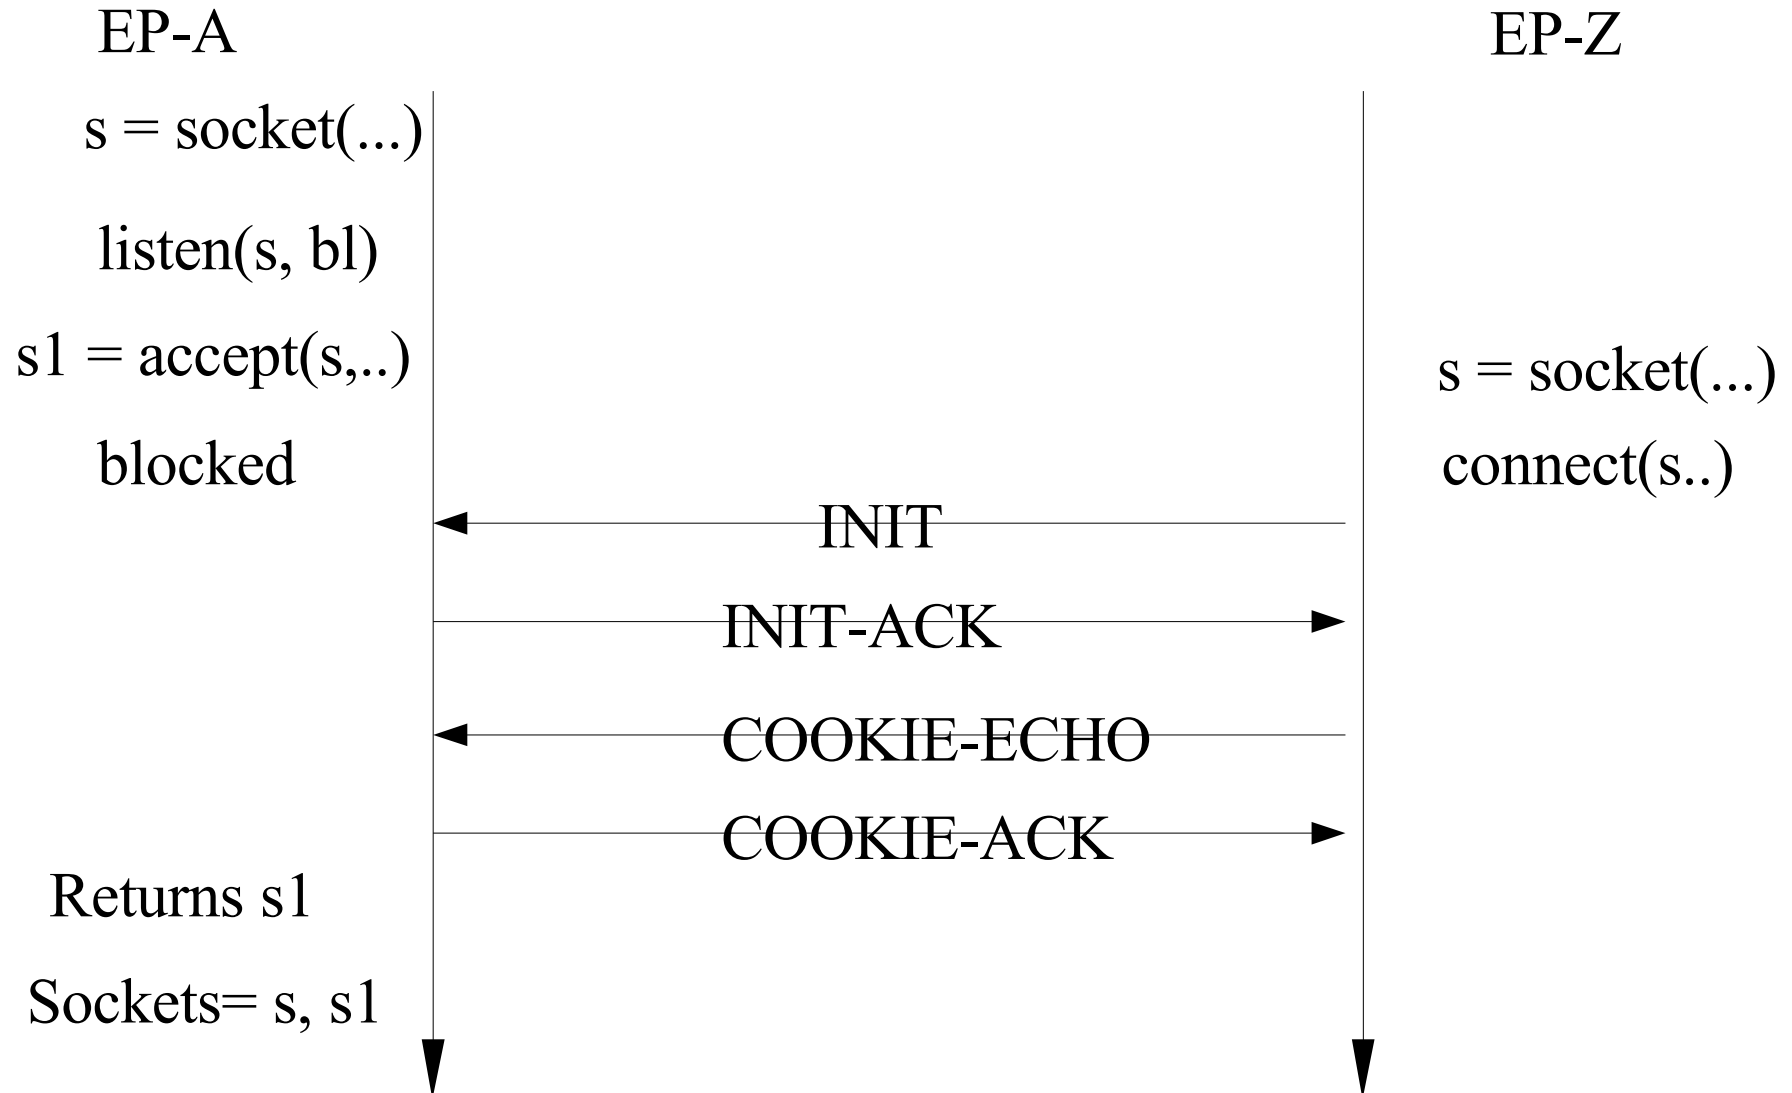 EP-A
EP-Z
s = socket(...)
listen(s, bl)
s1 = accept(s,..)
s = socket(...)
blocked
connect(s..)
INIT
INIT-ACK
COOKIE-ECHO
COOKIE-ACK
Returns s1
Sockets= s, s1